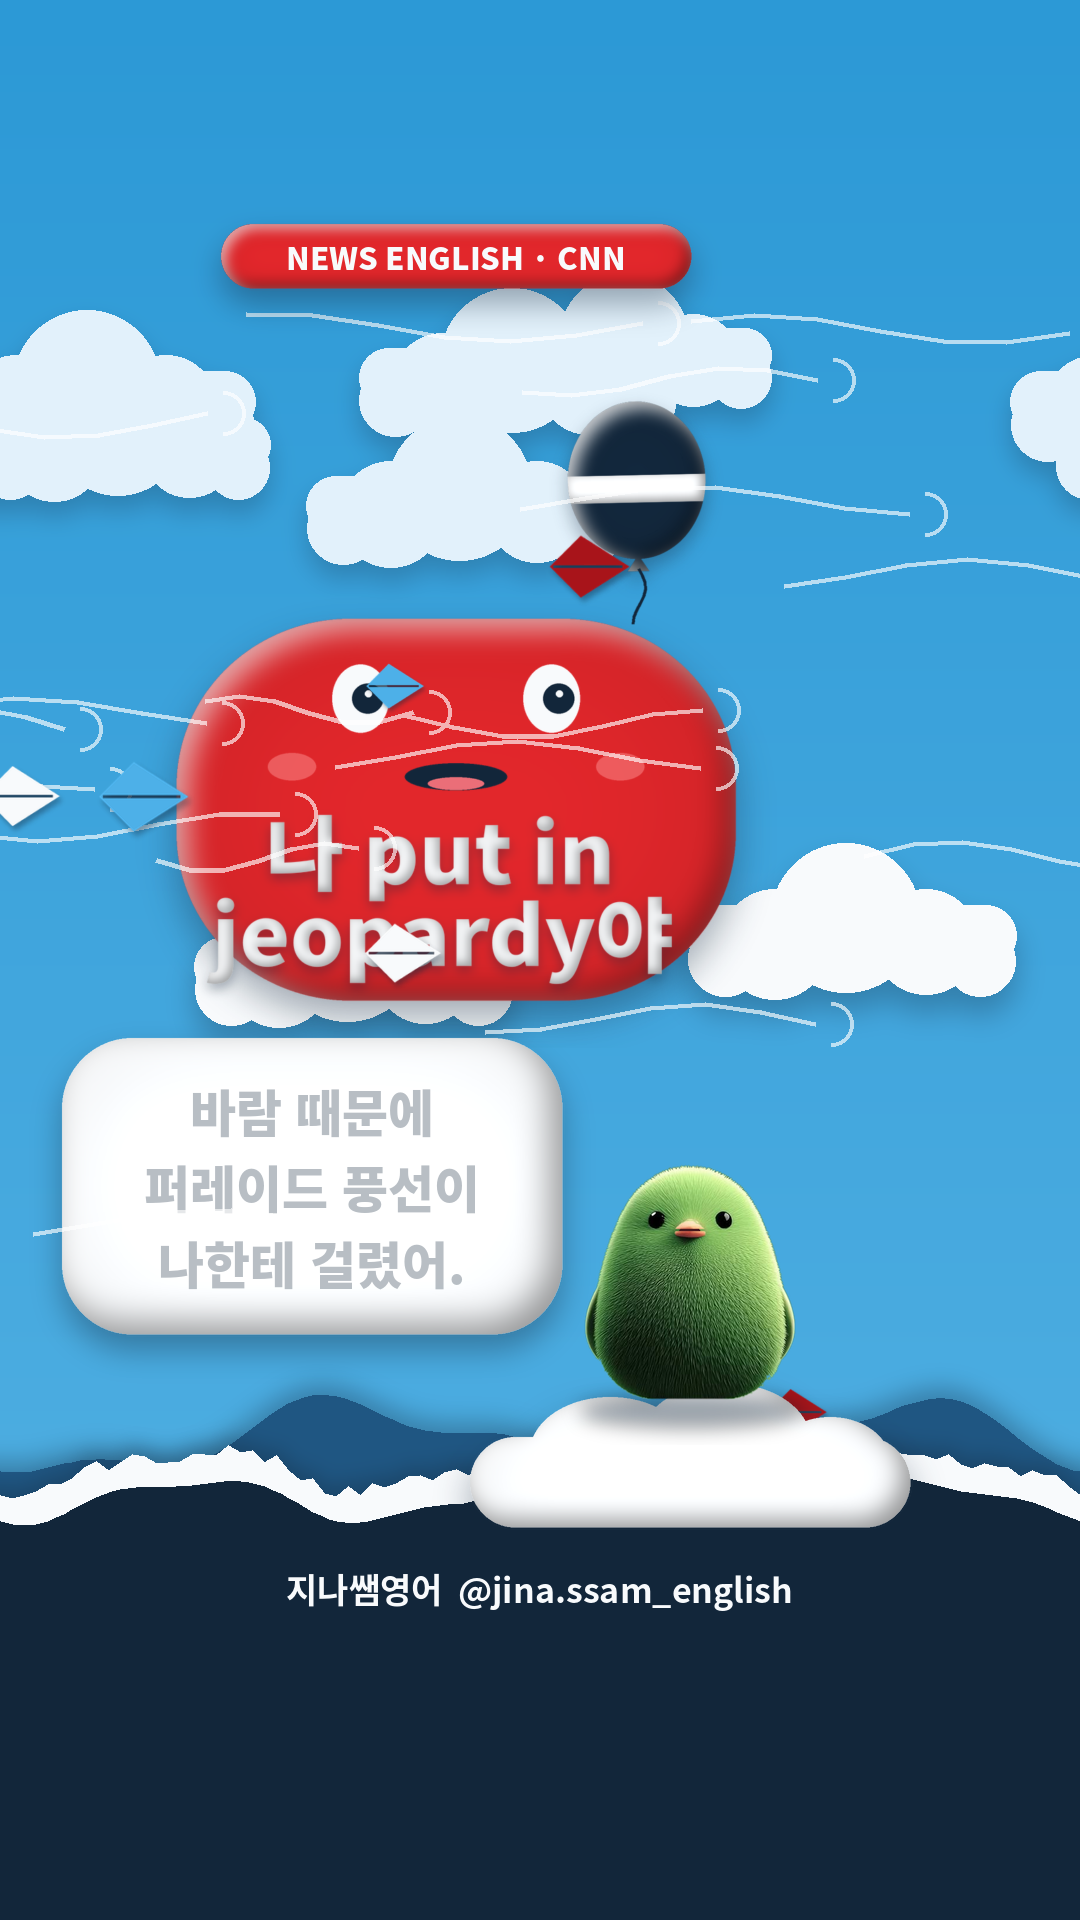 NEWS ENGLISH · CNN
나 put in
jeopardy야
바람 때문에
퍼레이드 풍선이
나한테 걸렸어.
지나쌤영어 @jina.ssam_english